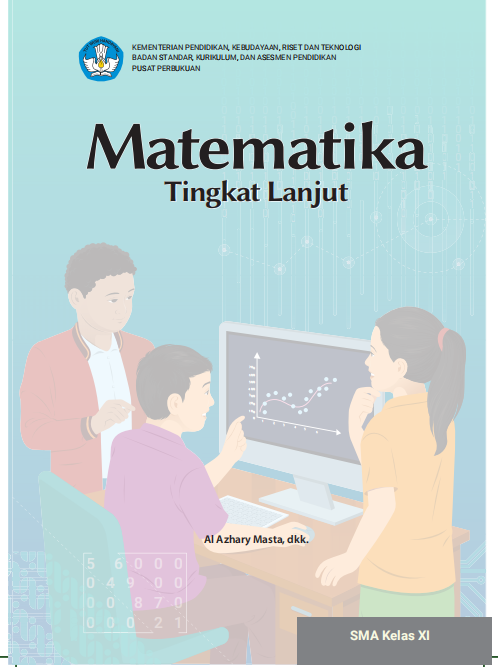 KEMENTERIAN PENDIDIKAN, KEBUDAYAAN, RISET DAN TEKNOLOGI
BADAN STANDAR, KURIKULUM, DAN ASESMEN PENDIDIKAN
PUSAT PERBUKUAN
Matematika
Tingkat Lanjut
Al Azhary Masta, dkk.
5 6 0 0 0
0 4 9 0 0
0 0 8 7 0
0 0 0 2 1
SMA Kelas XI